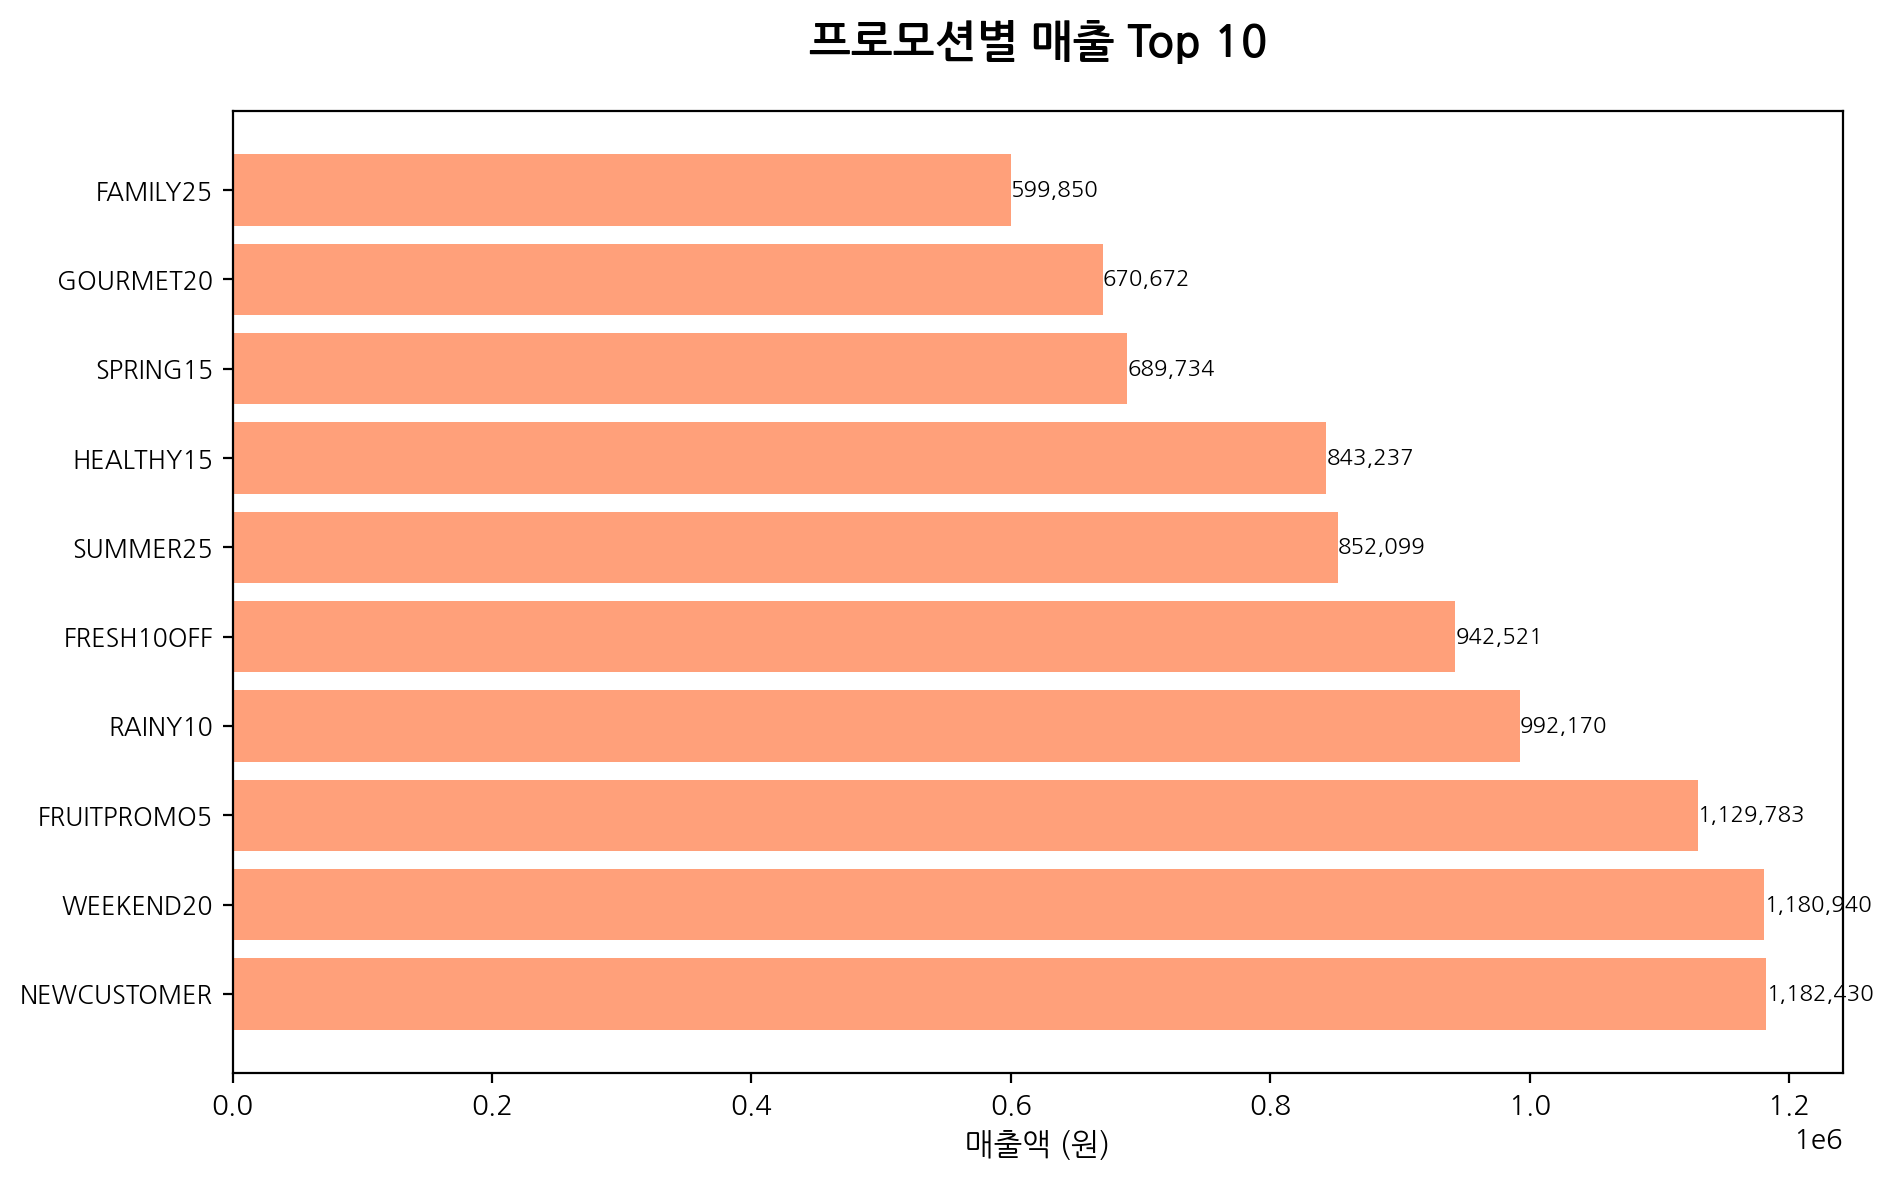 프로모션별 매출 Top 10
FAMILY25
599,850
GOURMET20
670,672
SPRING15
689,734
HEALTHY15
843,237
SUMMER25
852,099
FRESH10OFF
942,521
RAINY10
992,170
FRUITPROMO5
1,129,783
WEEKEND20
1,180,940
NEWCUSTOMER
1,182,430
0.0 0.2 0.4 0.6 0.8 1.0 1.2
1e6
매출액 (원)